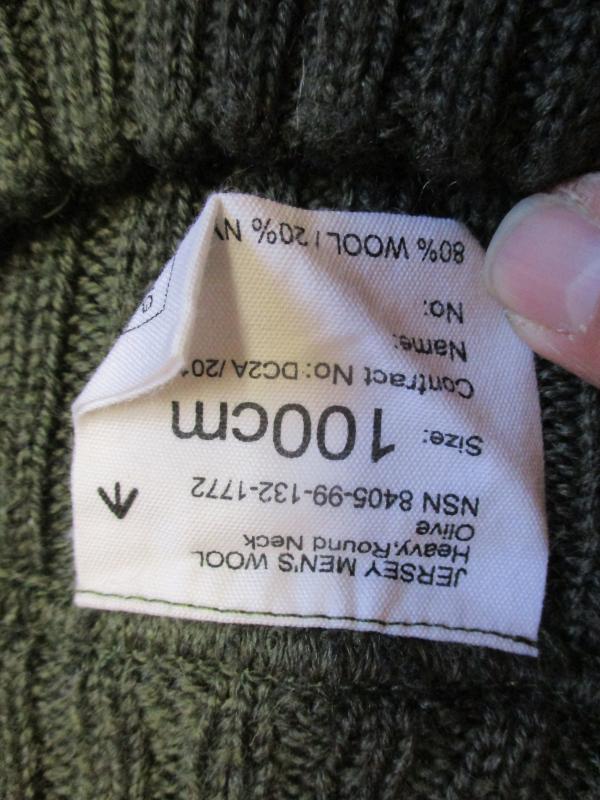 JERSEY MEN'S WOOL
Heavy,Round Neck
Olive
NSN 8405-99-132-1772
Size: 100cm
Contract No: DC2A/20
Name:
No:
80% WOOL / 20% NY